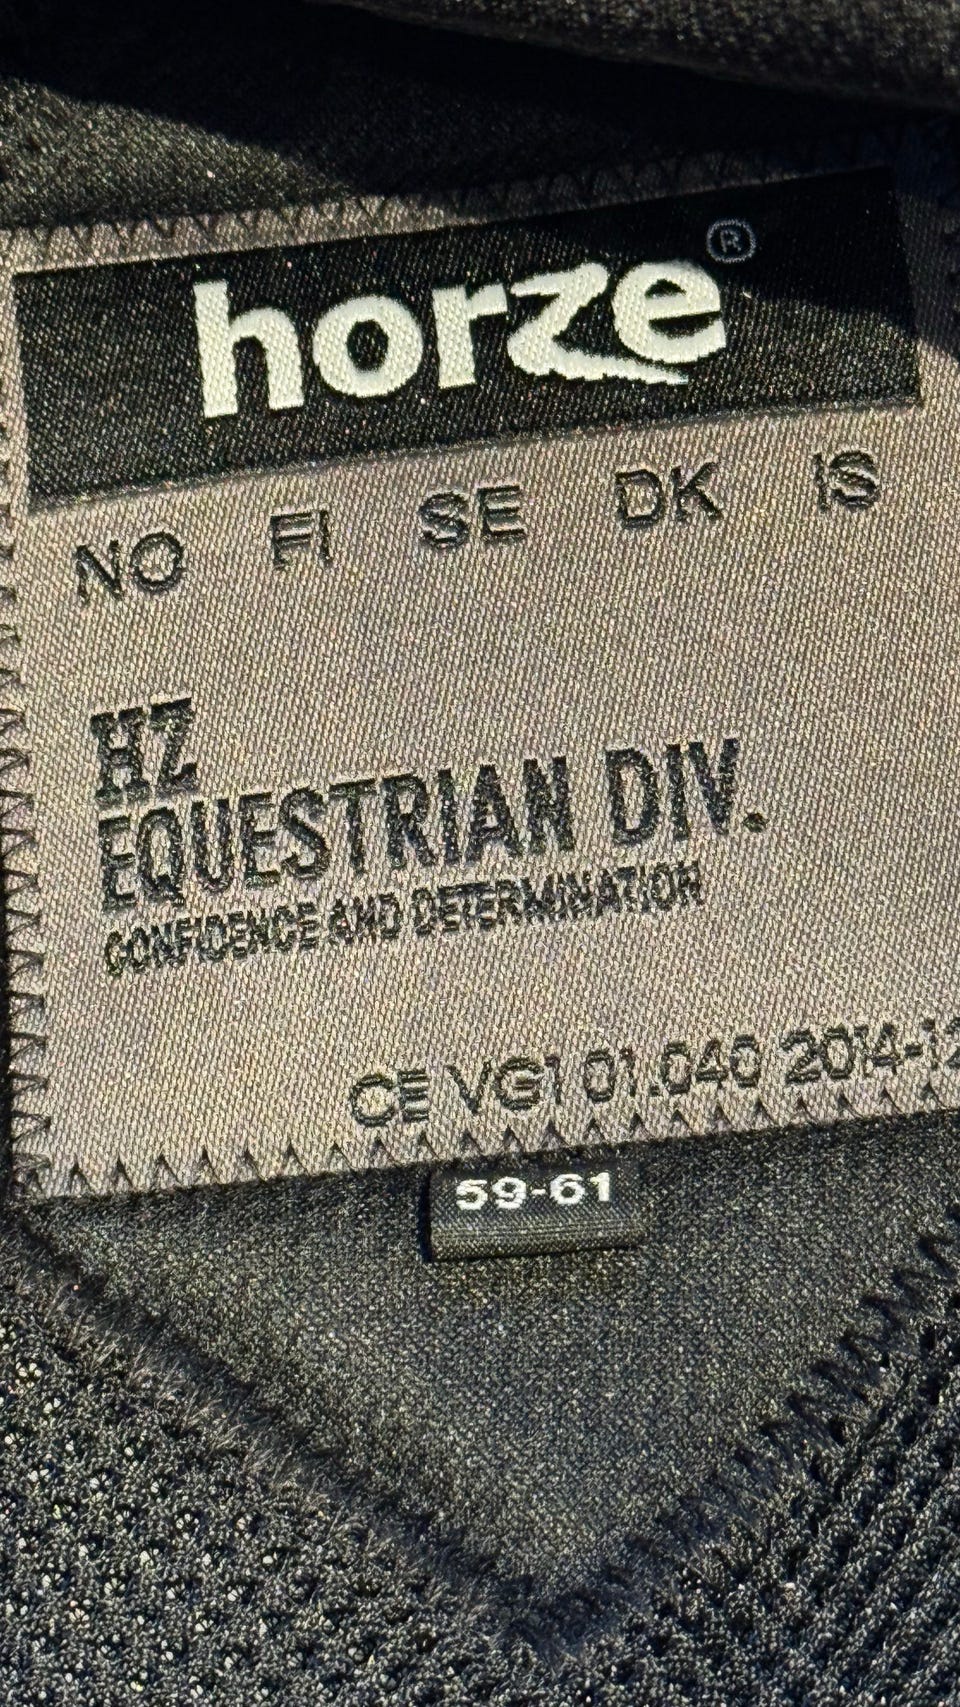 horze®
NO FI SE DK IS
HZ
EQUESTRIAN DIV.
CONFIDENCE AND DETERMINATION
CE VG1 01.040 2014-12
59-61